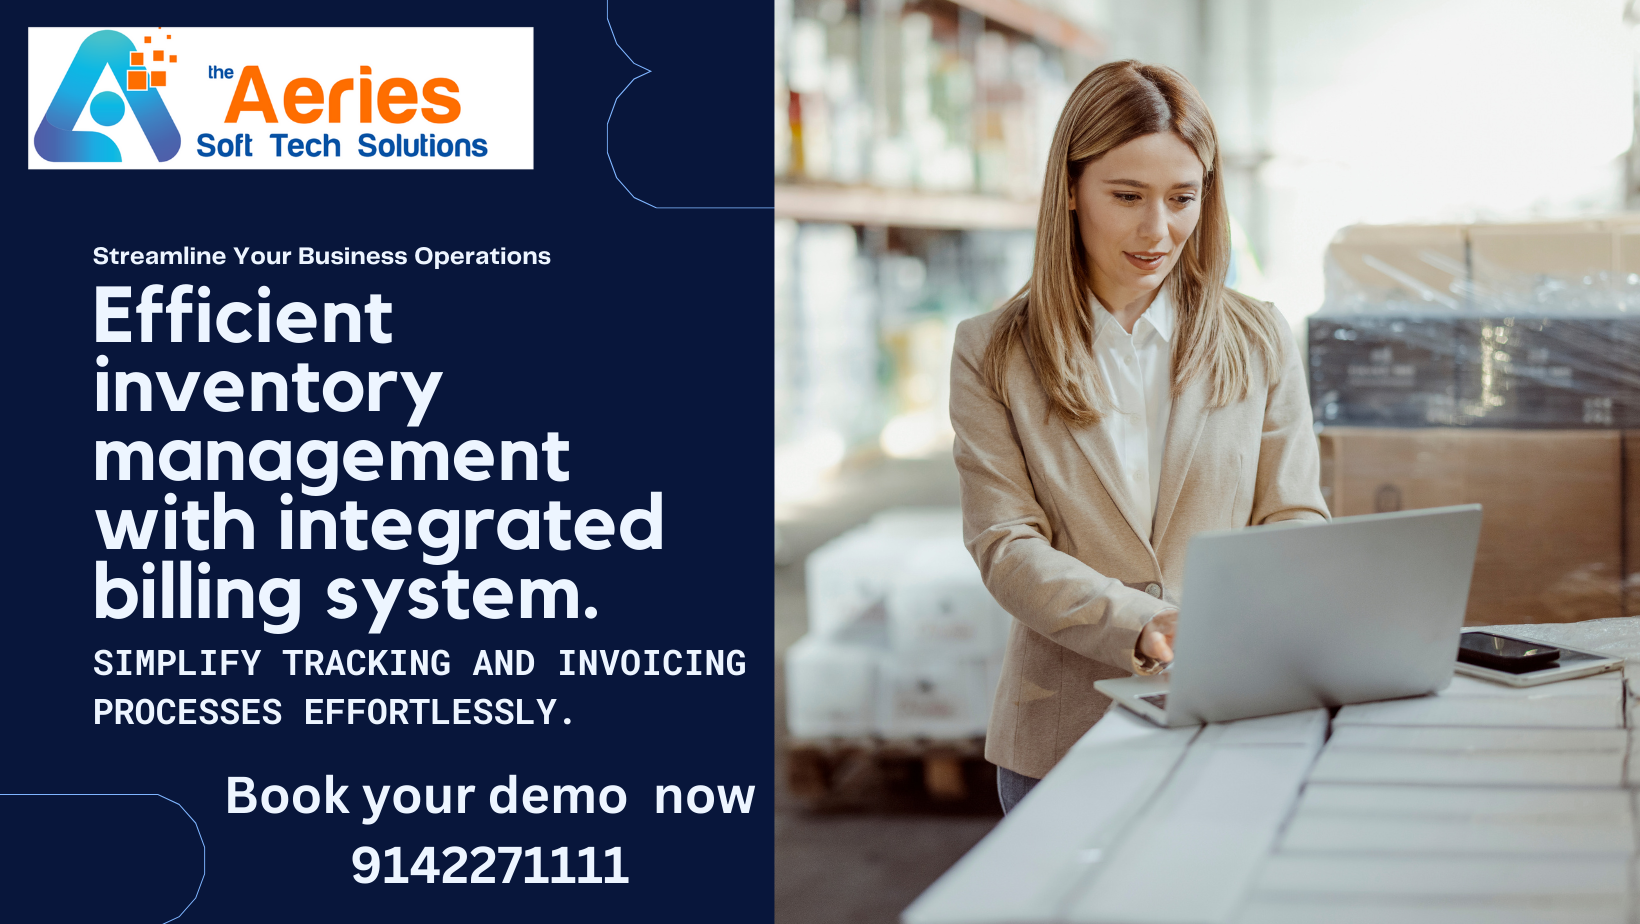 the Aeries
Soft Tech Solutions
Streamline Your Business Operations
Efficient
inventory
management
with integrated
billing system.
SIMPLIFY TRACKING AND INVOICING
PROCESSES EFFORTLESSLY.
Book your demo now
9142271111